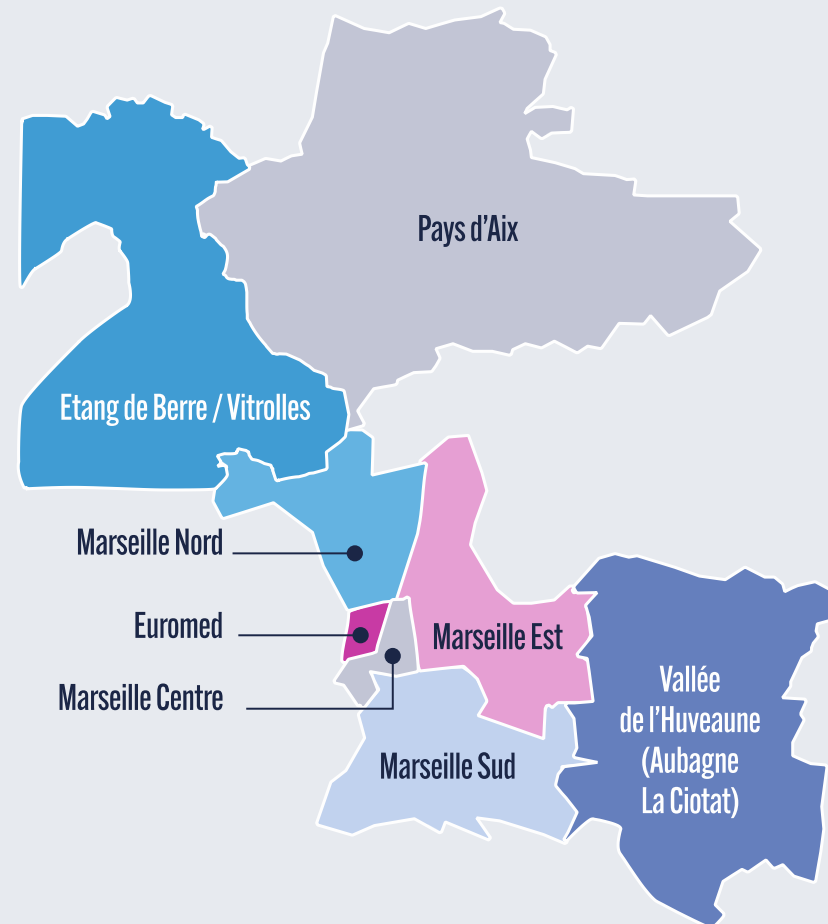 Pays d’Aix
Etang de Berre / Vitrolles
Marseille Nord
Euromed
Marseille Est
Marseille Centre
Vallée
de l’Huveaune
(Aubagne
La Ciotat)
Marseille Sud